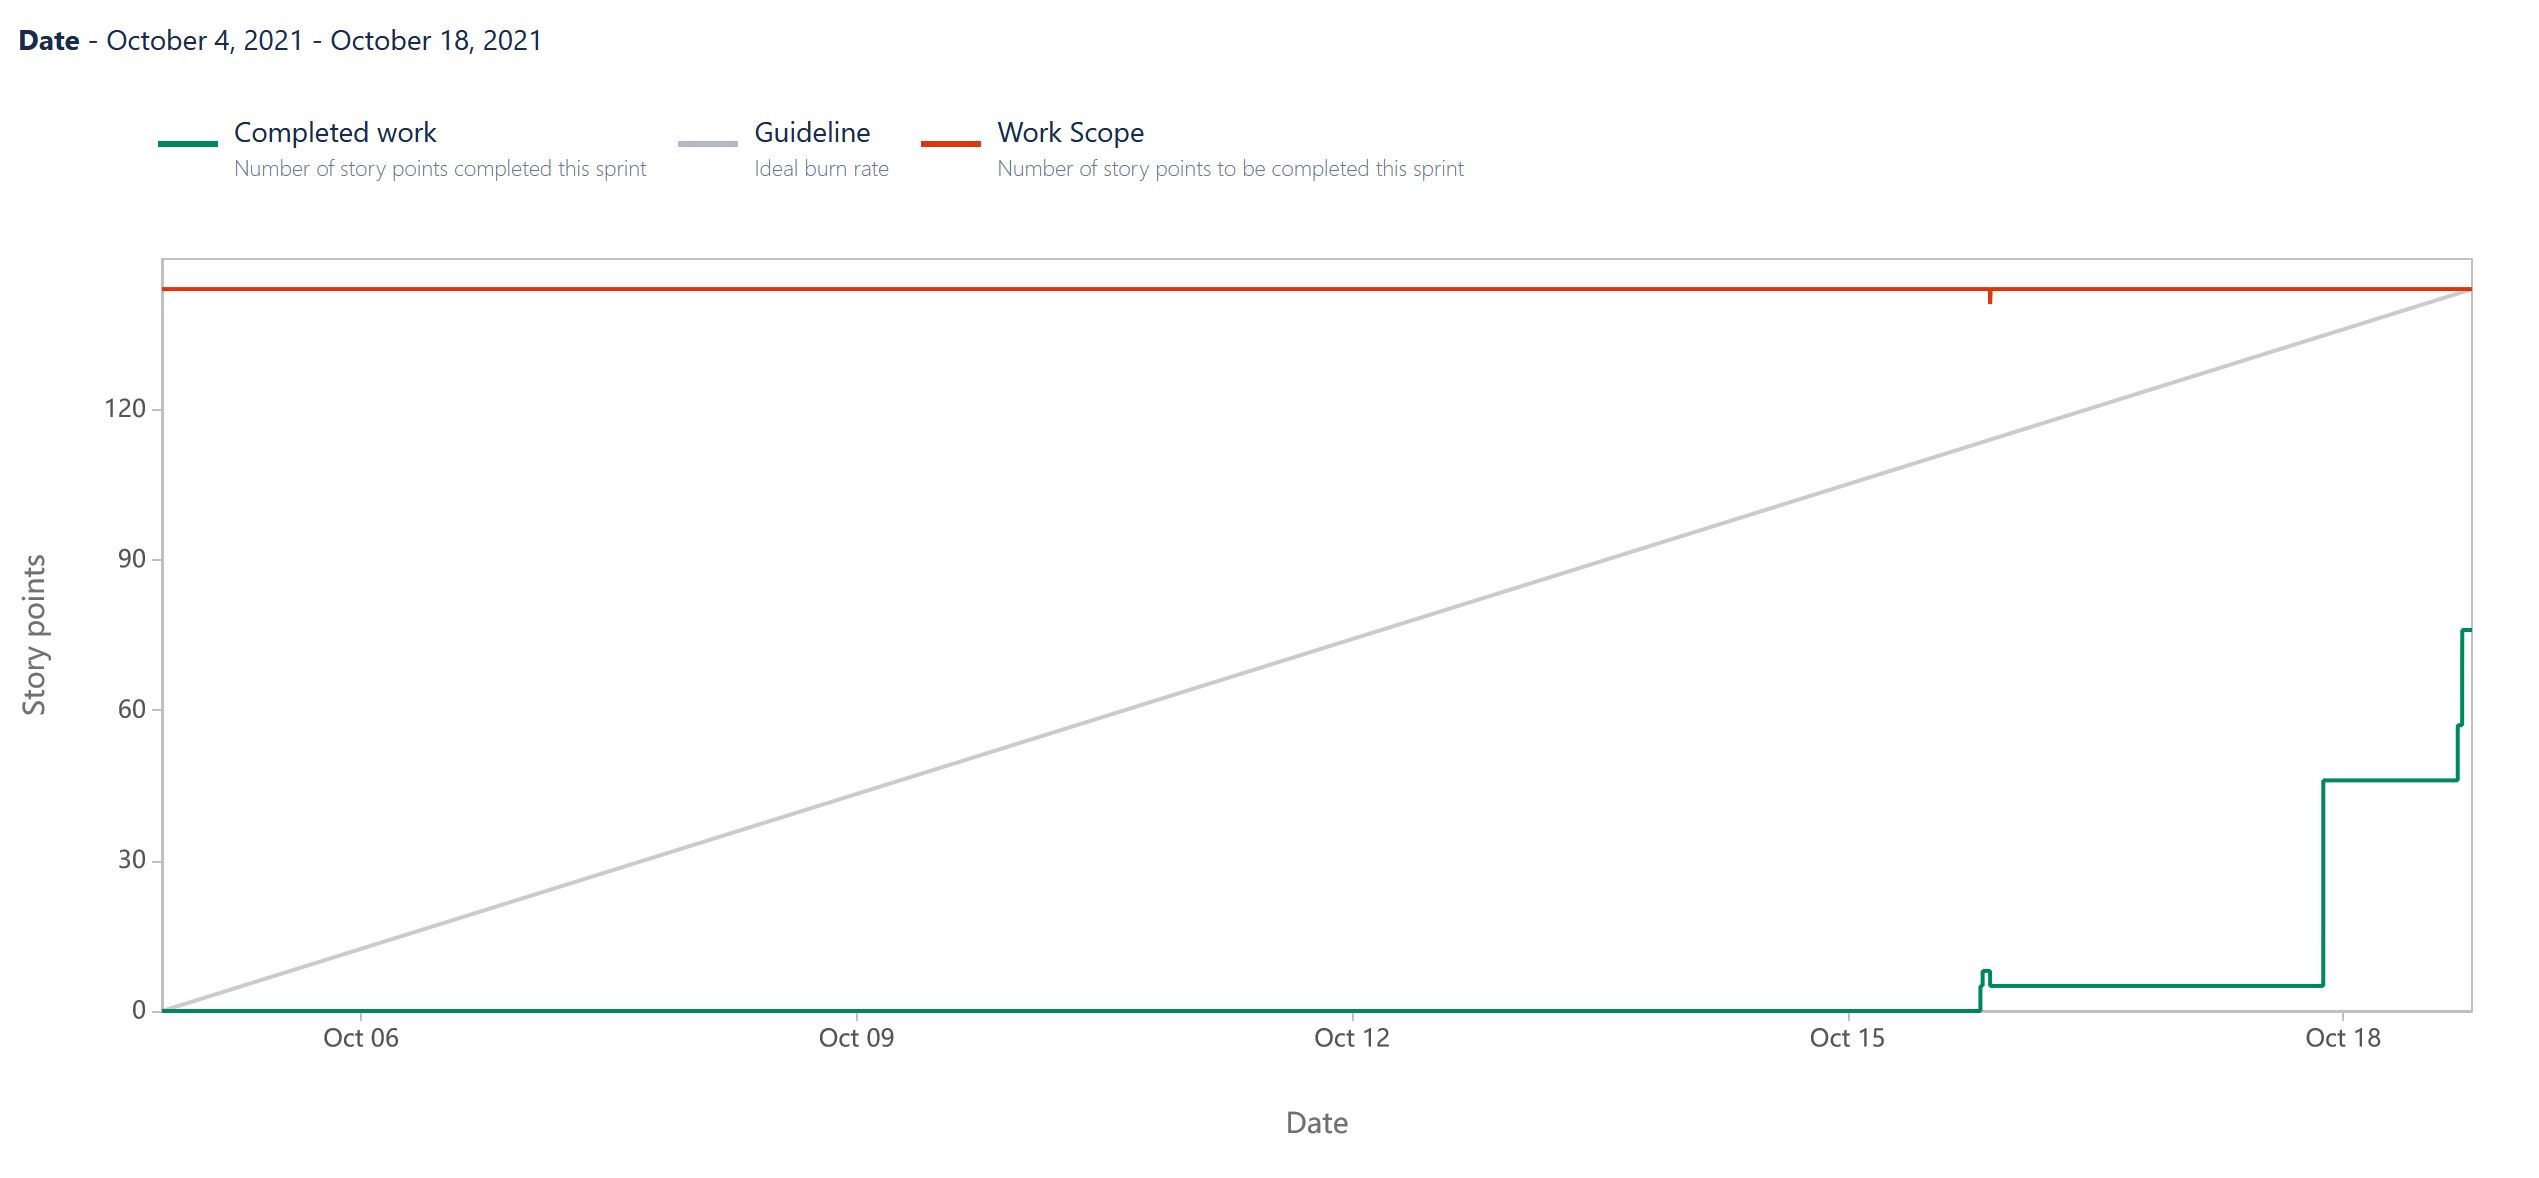 Date - October 4, 2021 - October 18, 2021
Completed work
Number of story points completed this sprint
Guideline
Ideal burn rate
Work Scope
Number of story points to be completed this sprint
Story points
120
90
60
30
0
Oct 06
Oct 09
Oct 12
Oct 15
Oct 18
Date